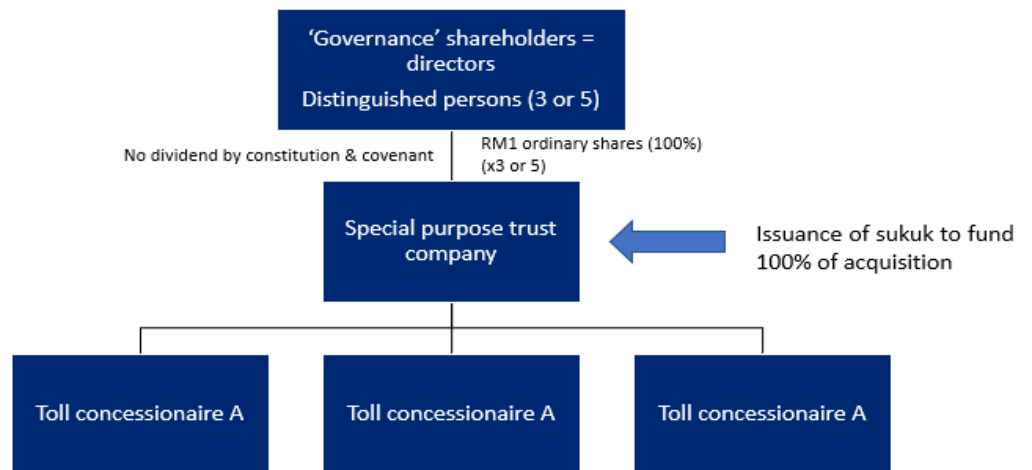 ‘Governance’ shareholders =
directors
Distinguished persons (3 or 5)
No dividend by constitution & covenant
RM1 ordinary shares (100%)
(x3 or 5)
Special purpose trust
company
Issuance of sukuk to fund
100% of acquisition
Toll concessionaire A
Toll concessionaire A
Toll concessionaire A